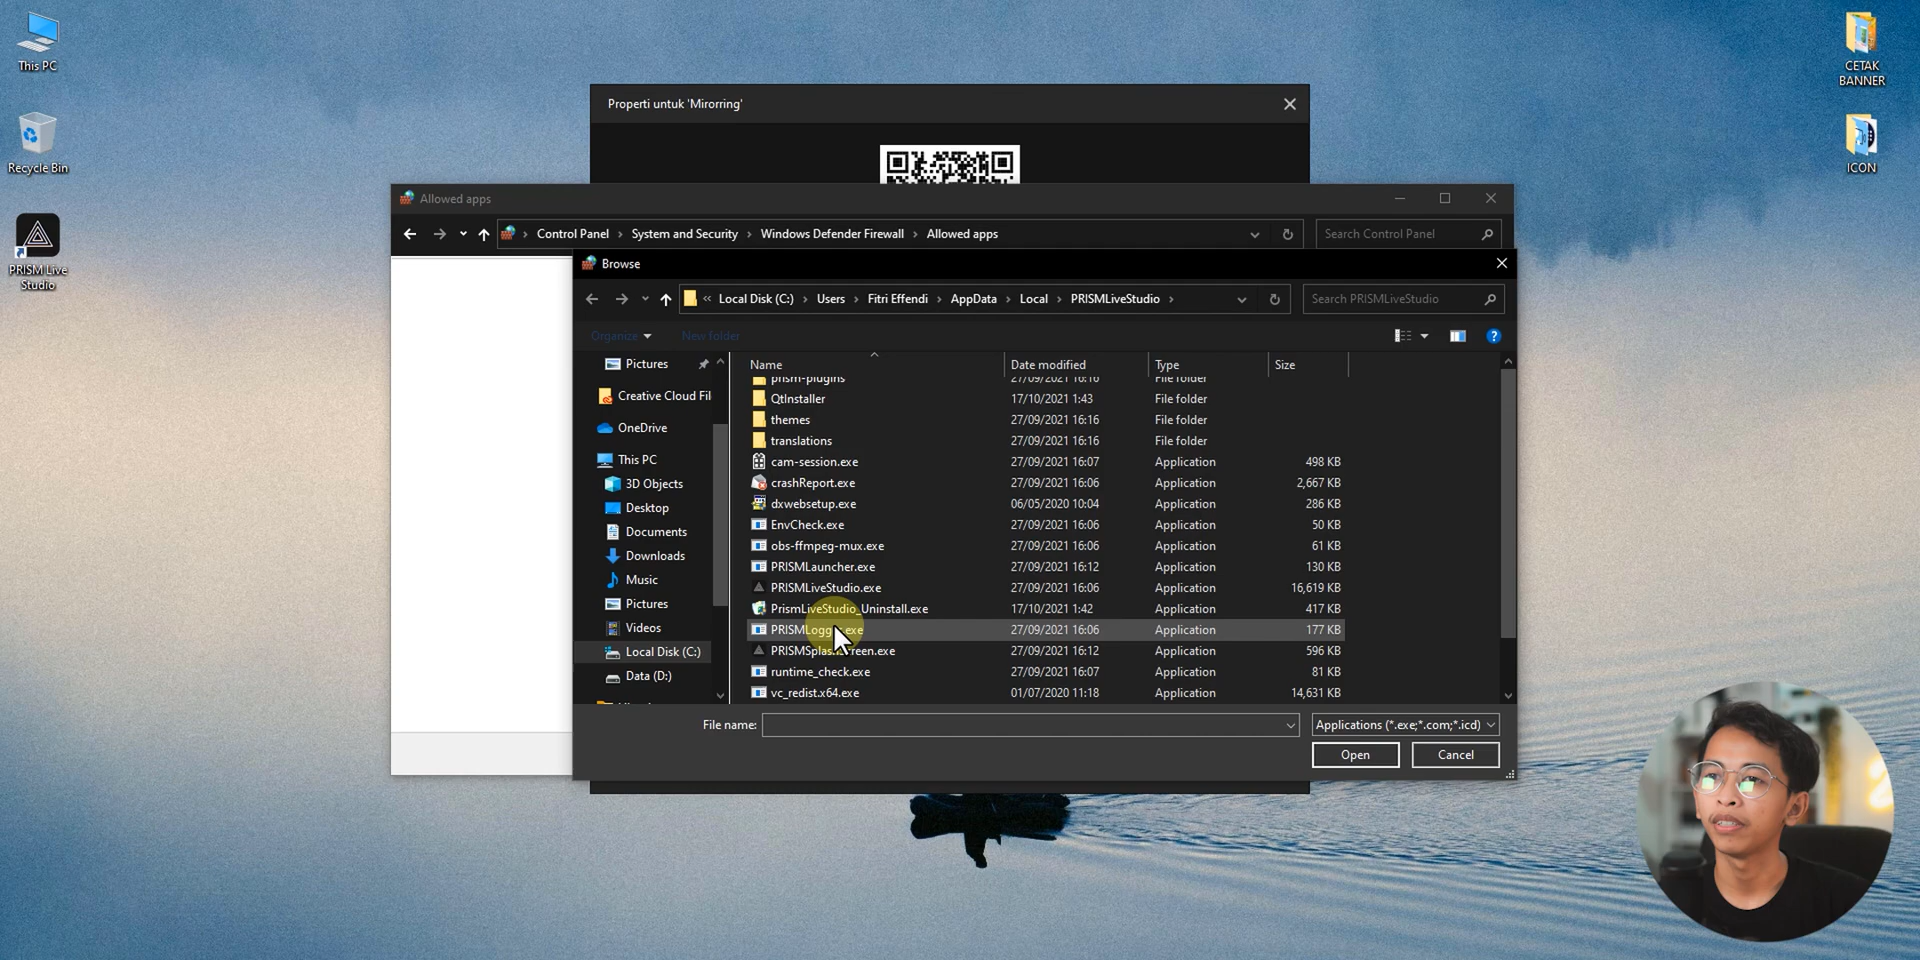 This PC
Recycle Bin
PRISM Live
Studio
CETAK
BANNER
ICON
Properti untuk 'Mirorring'
Allowed apps
Control Panel
System and Security
Windows Defender Firewall
Allowed apps
Search Control Panel
Browse
Local Disk (C:)
Users
Fitri Effendi
AppData
Local
PRISMLiveStudio
Search PRISMLiveStudio
Organize
New folder
Pictures
Creative Cloud Fil
OneDrive
This PC
3D Objects
Desktop
Documents
Downloads
Music
Pictures
Videos
Local Disk (C:)
Data (D:)
Name Date modified Type Size
prism-plugins 27/09/2021 16:16 File folder
QtInstaller 17/10/2021 1:43 File folder
themes 27/09/2021 16:16 File folder
translations 27/09/2021 16:16 File folder
cam-session.exe 27/09/2021 16:07 Application 498 KB
crashReport.exe 27/09/2021 16:06 Application 2,667 KB
dxwebsetup.exe 06/05/2020 10:04 Application 286 KB
EnvCheck.exe 27/09/2021 16:06 Application 50 KB
obs-ffmpeg-mux.exe 27/09/2021 16:06 Application 61 KB
PRISMLauncher.exe 27/09/2021 16:12 Application 130 KB
PRISMLiveStudio.exe 27/09/2021 16:06 Application 16,619 KB
PrismLiveStudio_Uninstall.exe 17/10/2021 1:42 Application 417 KB
PRISMLogger.exe 27/09/2021 16:06 Application 177 KB
PRISMSplashScreen.exe 27/09/2021 16:12 Application 596 KB
runtime_check.exe 27/09/2021 16:07 Application 81 KB
vc_redist.x64.exe 01/07/2020 11:18 Application 14,631 KB
File name:
Applications (*.exe;*.com;*.icd)
Open
Cancel